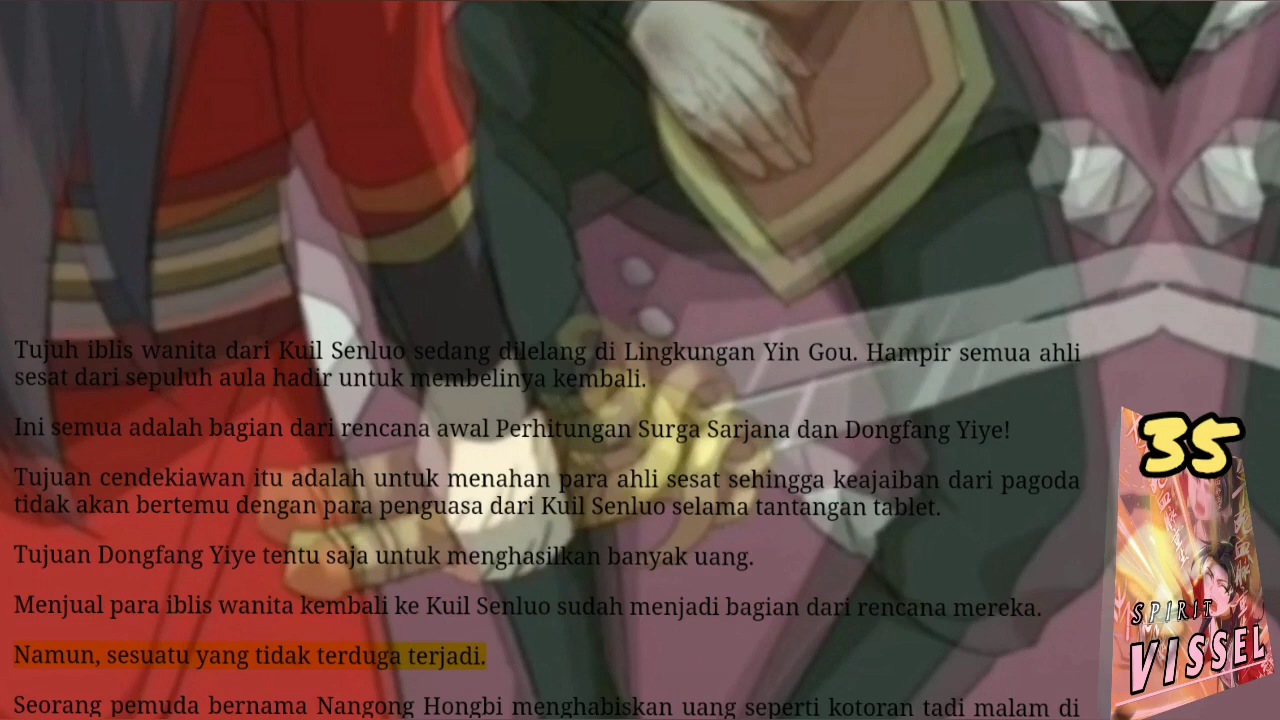 Tujuh iblis wanita dari Kuil Senluo sedang dilelang di Lingkungan Yin Gou. Hampir semua ahli
sesat dari sepuluh aula hadir untuk membelinya kembali.
Ini semua adalah bagian dari rencana awal Perhitungan Surga Sarjana dan Dongfang Yiye!
Tujuan cendekiawan itu adalah untuk menahan para ahli sesat sehingga keajaiban dari pagoda
tidak akan bertemu dengan para penguasa dari Kuil Senluo selama tantangan tablet.
Tujuan Dongfang Yiye tentu saja untuk menghasilkan banyak uang.
Menjual para iblis wanita kembali ke Kuil Senluo sudah menjadi bagian dari rencana mereka.
Namun, sesuatu yang tidak terduga terjadi.
Seorang pemuda bernama Nangong Hongbi menghabiskan uang seperti kotoran tadi malam di
35
SPIRIT
VISSEL